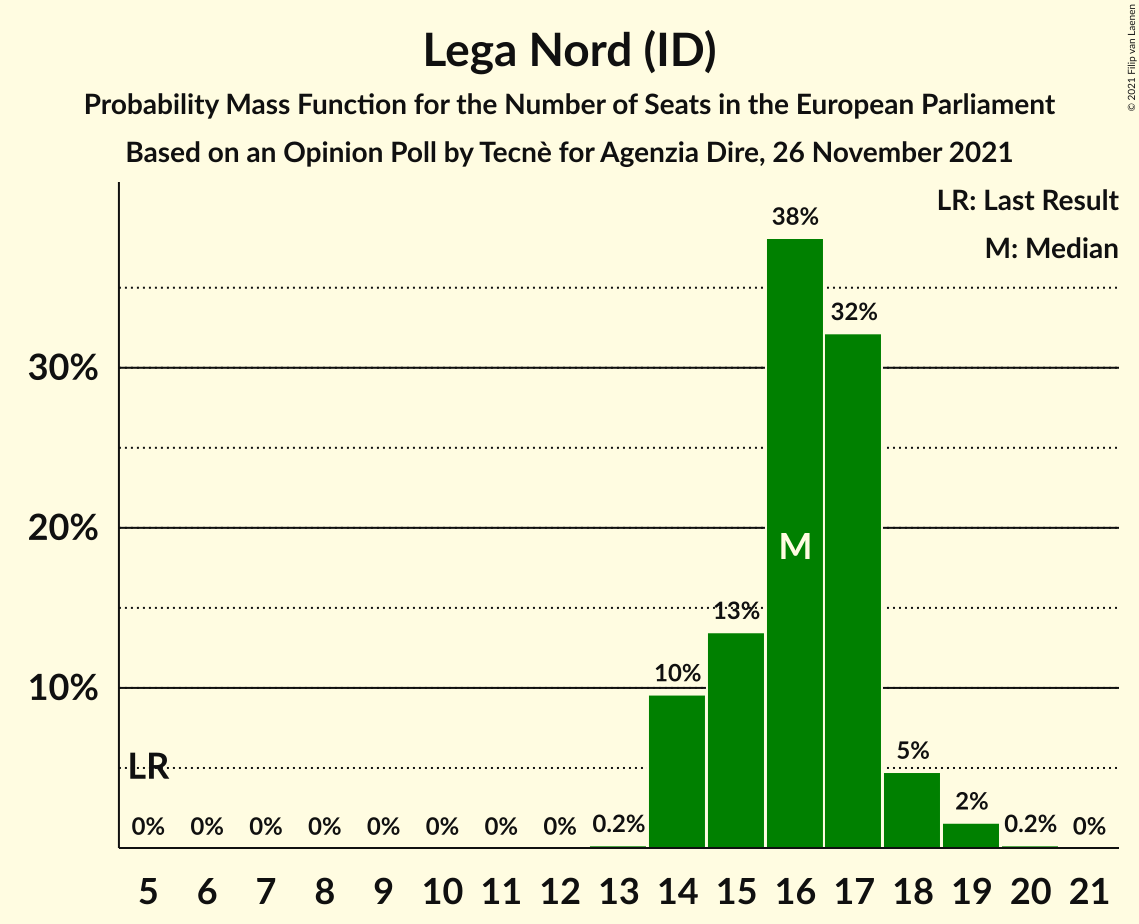 Lega Nord (ID)
Probability Mass Function for the Number of Seats in the European Parliament
Based on an Opinion Poll by Tecnè for Agenzia Dire, 26 November 2021
© 2021 Filip van Laenen
LR: Last Result
M: Median
38%
32%
30%
20%
M
13%
10%
10%
5%
LR
2%
0% 0% 0% 0% 0% 0% 0% 0% 0.2% 0.2% 0%
5 6 7 8 9 10 11 12 13 14 15 16 17 18 19 20 21